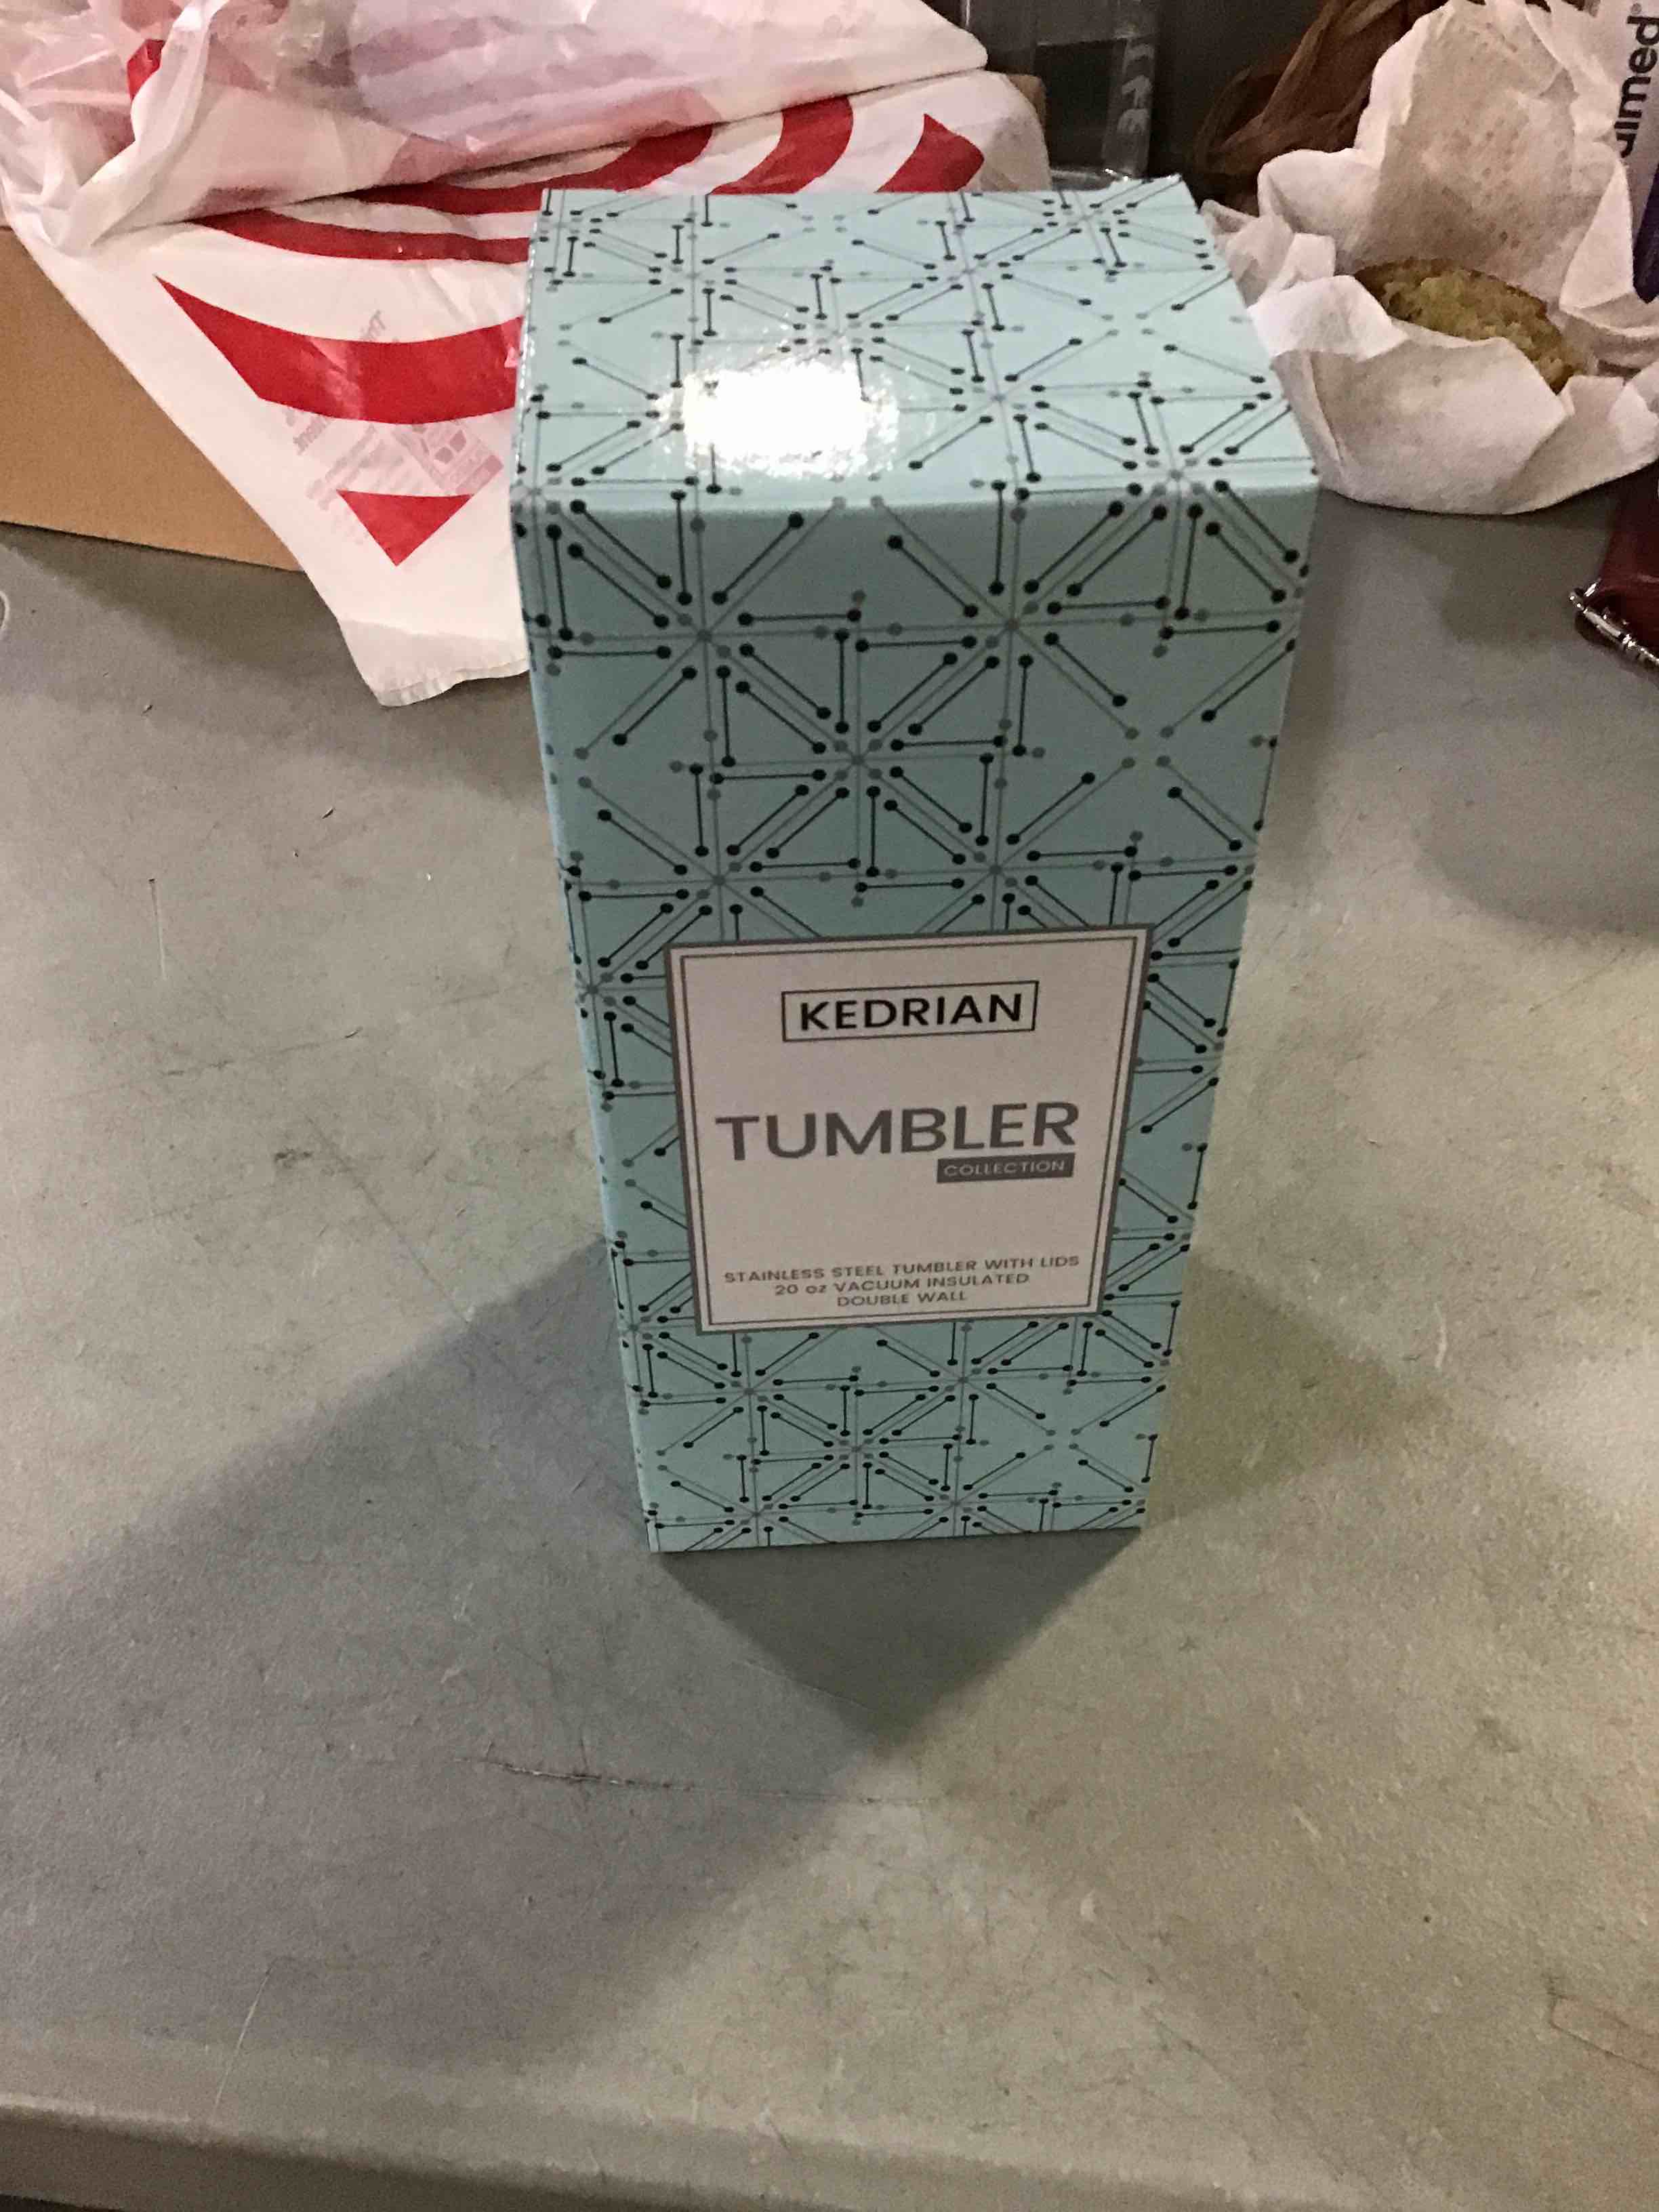 KEDRIAN
TUMBLER
COLLECTION
STAINLESS STEEL TUMBLER WITH LIDS
20 oz VACUUM INSULATED
DOUBLE WALL